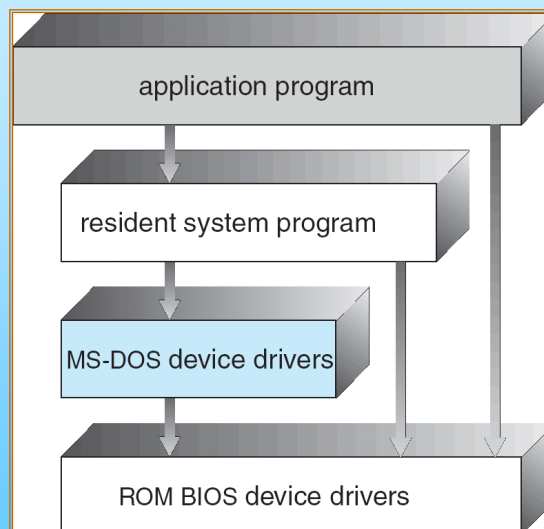 application program
resident system program
MS-DOS device drivers
ROM BIOS device drivers